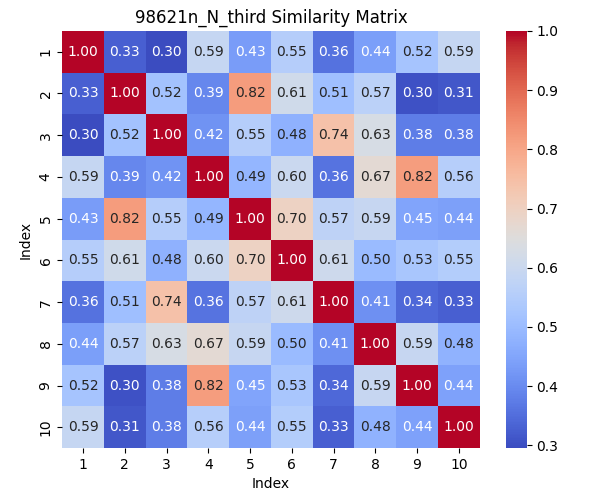 98621n_N_third Similarity Matrix
1 1.00 0.33 0.30 0.59 0.43 0.55 0.36 0.44 0.52 0.59
2 0.33 1.00 0.52 0.39 0.82 0.61 0.51 0.57 0.30 0.31
3 0.30 0.52 1.00 0.42 0.55 0.48 0.74 0.63 0.38 0.38
4 0.59 0.39 0.42 1.00 0.49 0.60 0.36 0.67 0.82 0.56
5 0.43 0.82 0.55 0.49 1.00 0.70 0.57 0.59 0.45 0.44
6 0.55 0.61 0.48 0.60 0.70 1.00 0.61 0.50 0.53 0.55
7 0.36 0.51 0.74 0.36 0.57 0.61 1.00 0.41 0.34 0.33
8 0.44 0.57 0.63 0.67 0.59 0.50 0.41 1.00 0.59 0.48
9 0.52 0.30 0.38 0.82 0.45 0.53 0.34 0.59 1.00 0.44
10 0.59 0.31 0.38 0.56 0.44 0.55 0.33 0.48 0.44 1.00
1 2 3 4 5 6 7 8 9 10
Index
Index
1.0
0.9
0.8
0.7
0.6
0.5
0.4
0.3